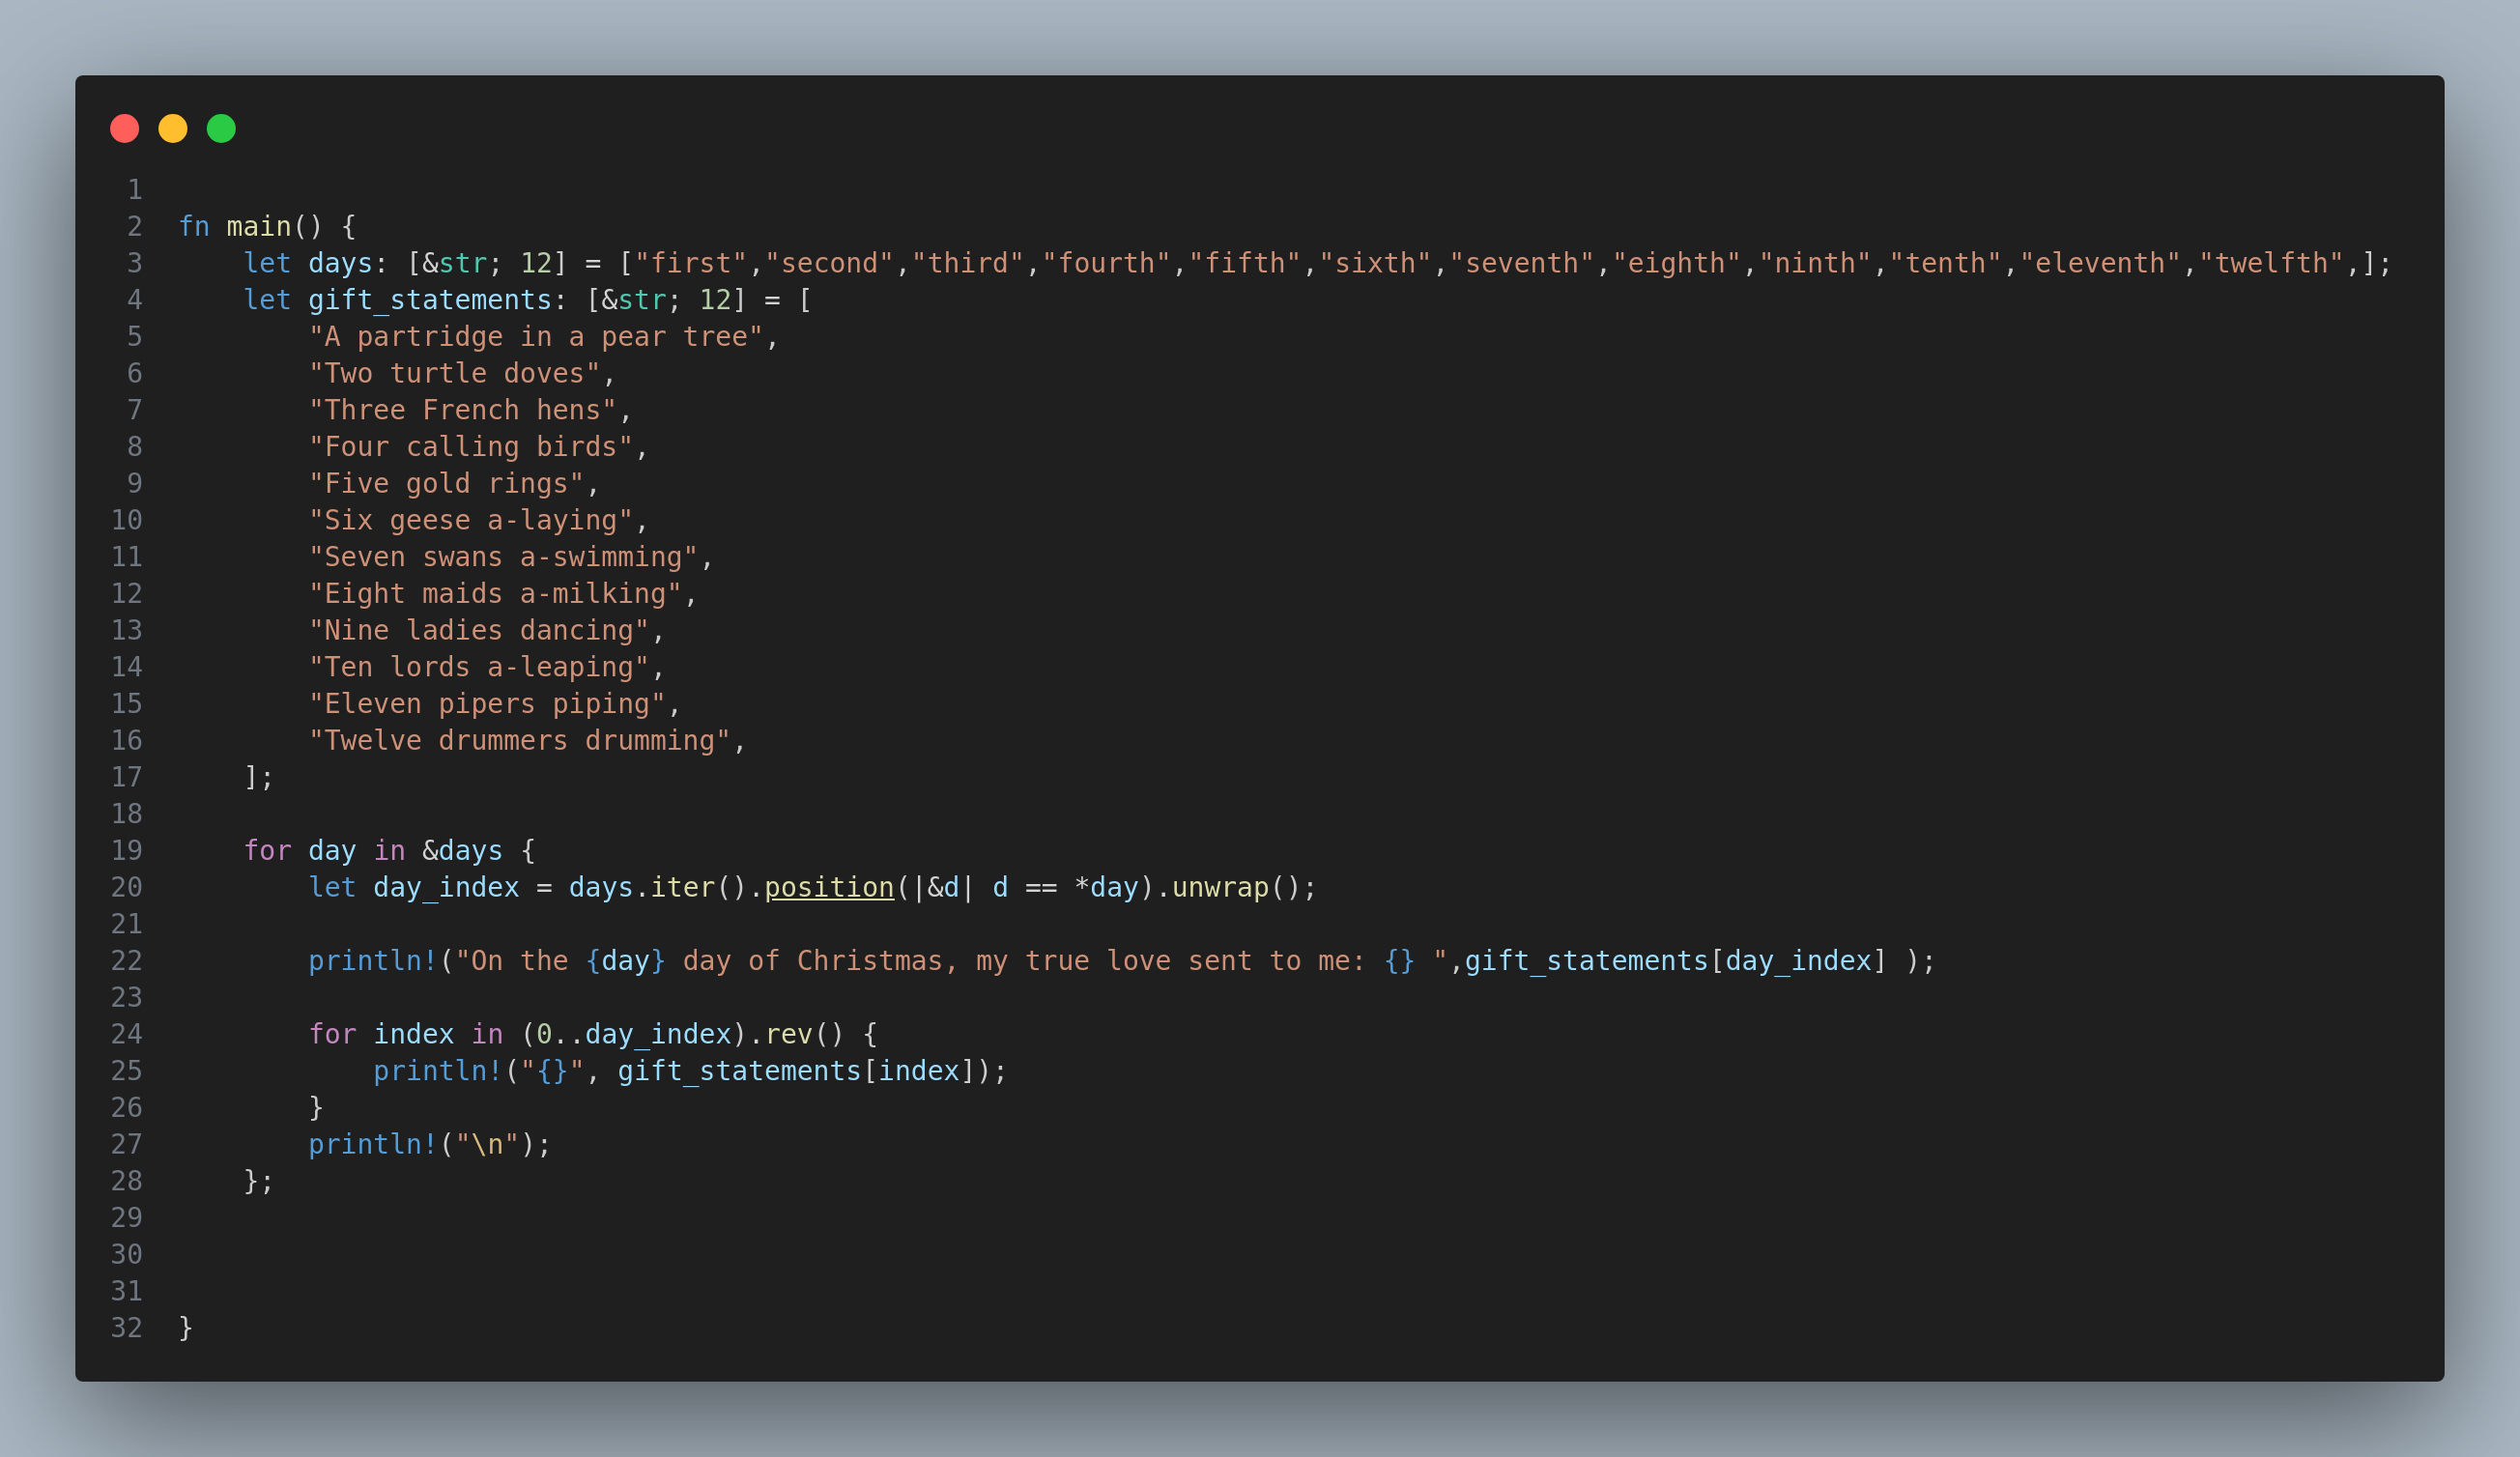 1
2 fn main() {
3     let days: [&str; 12] = ["first","second","third","fourth","fifth","sixth","seventh","eighth","ninth","tenth","eleventh","twelfth",];
4     let gift_statements: [&str; 12] = [
5         "A partridge in a pear tree",
6         "Two turtle doves",
7         "Three French hens",
8         "Four calling birds",
9         "Five gold rings",
10         "Six geese a-laying",
11         "Seven swans a-swimming",
12         "Eight maids a-milking",
13         "Nine ladies dancing",
14         "Ten lords a-leaping",
15         "Eleven pipers piping",
16         "Twelve drummers drumming",
17     ];
18
19     for day in &days {
20         let day_index = days.iter().position(|&d| d == *day).unwrap();
21
22         println!("On the {day} day of Christmas, my true love sent to me: {} ",gift_statements[day_index] );
23
24         for index in (0..day_index).rev() {
25             println!("{}", gift_statements[index]);
26         }
27         println!("\n");
28     };
29
30
31
32 }